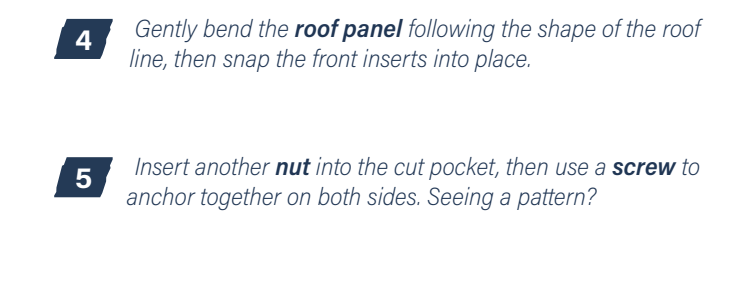 4 Gently bend the roof panel following the shape of the roof
line, then snap the front inserts into place.
5 Insert another nut into the cut pocket, then use a screw to
anchor together on both sides. Seeing a pattern?